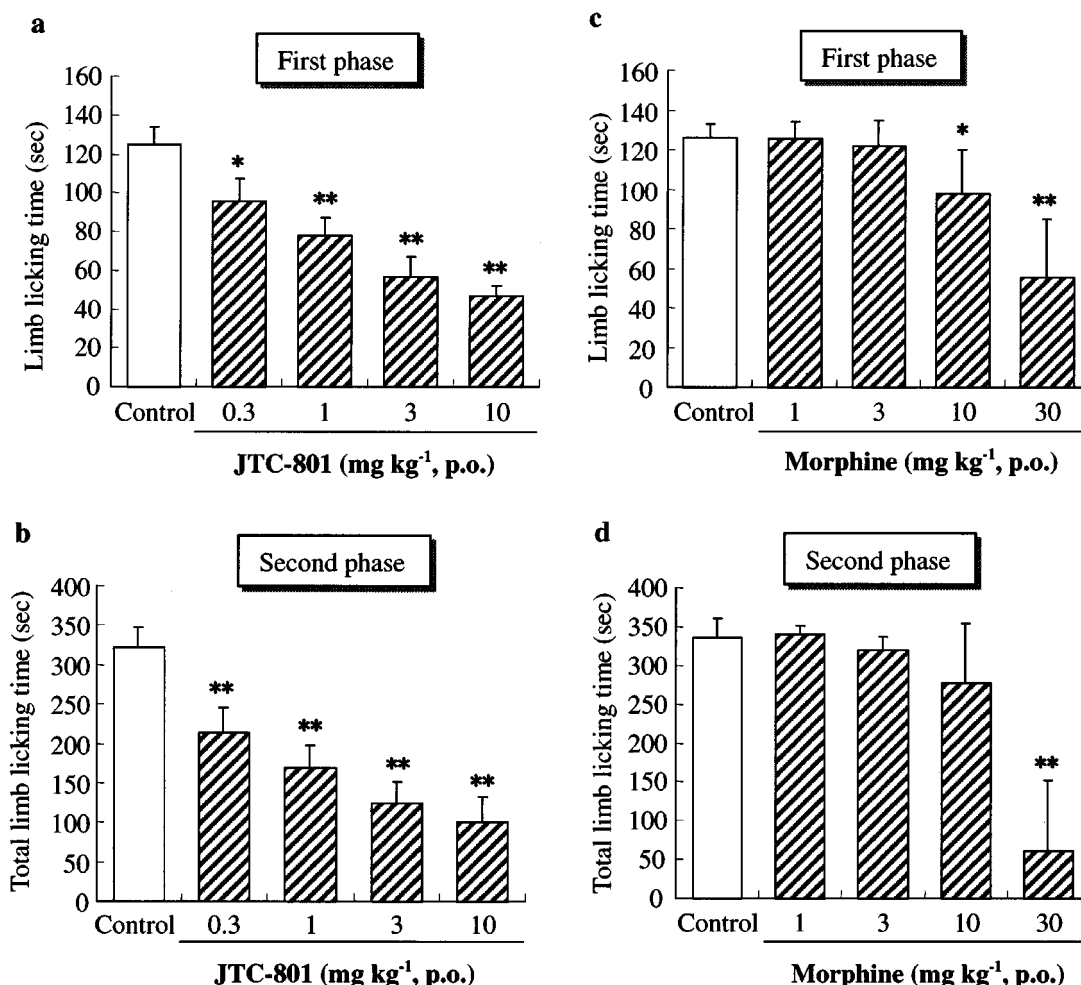 a
First phase
160
140
120
100
80
60
40
20
0
Limb licking time (sec)
*
**
**
**
Control 0.3 1 3 10
JTC-801 (mg kg⁻¹, p.o.)
c
First phase
160
140
120
100
80
60
40
20
0
Limb licking time (sec)
*
**
Control 1 3 10 30
Morphine (mg kg⁻¹, p.o.)
b
Second phase
400
350
300
250
200
150
100
50
0
Total limb licking time (sec)
**
**
**
**
Control 0.3 1 3 10
JTC-801 (mg kg⁻¹, p.o.)
d
Second phase
400
350
300
250
200
150
100
50
0
Total limb licking time (sec)
**
Control 1 3 10 30
Morphine (mg kg⁻¹, p.o.)